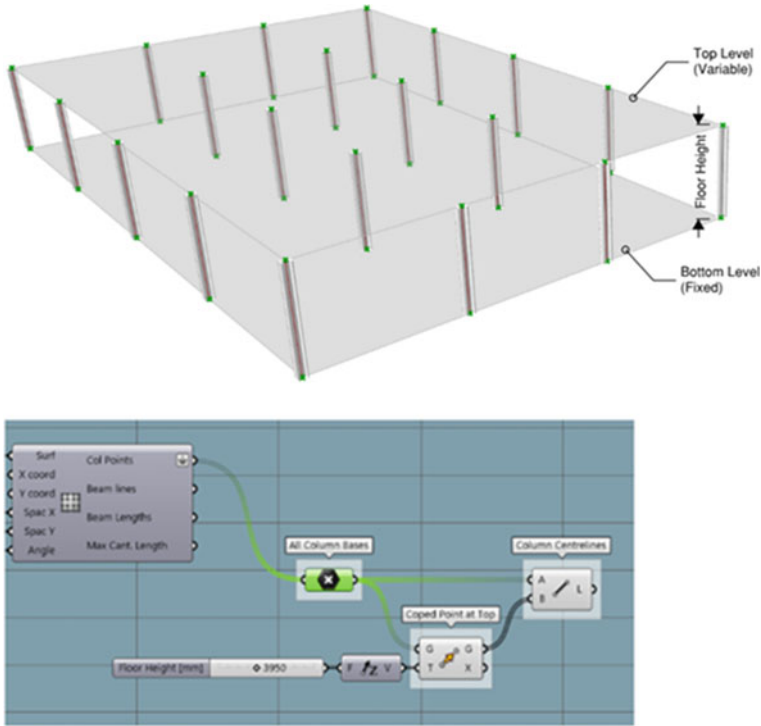 Top Level
(Variable)
Floor Height
Bottom Level
(Fixed)
Surf
X coord
Y coord
Spac X
Spac Y
Angle
Col Points
Beam lines
Beam Lengths
Max Cant. Length
All Column Bases
Column Centrelines
A
B
L
Coped Point at Top
G
T
G
X
Floor Height [mm]
3950
F
Z
V